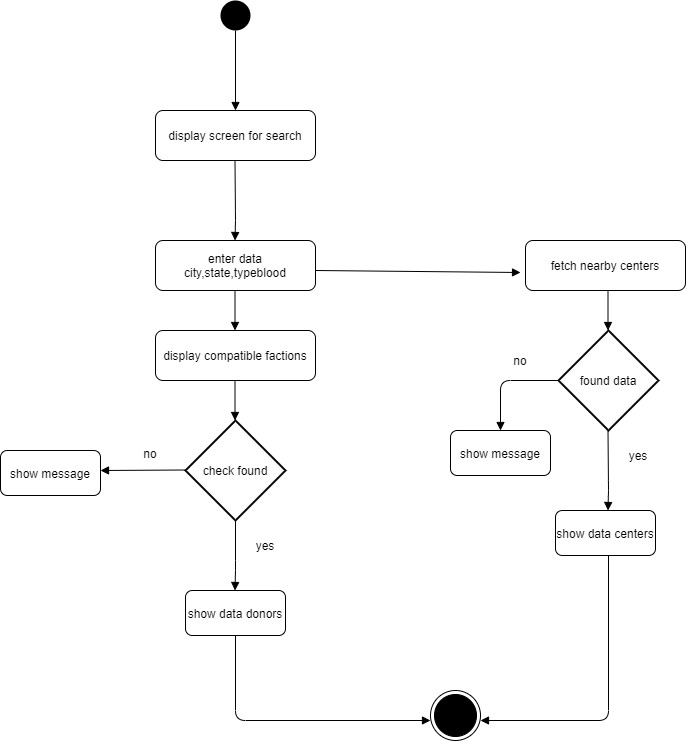 display screen for search
enter data
city,state,typeblood
fetch nearby centers
display compatible factions
no
found data
no
check found
show message
show message
yes
yes
show data centers
show data donors